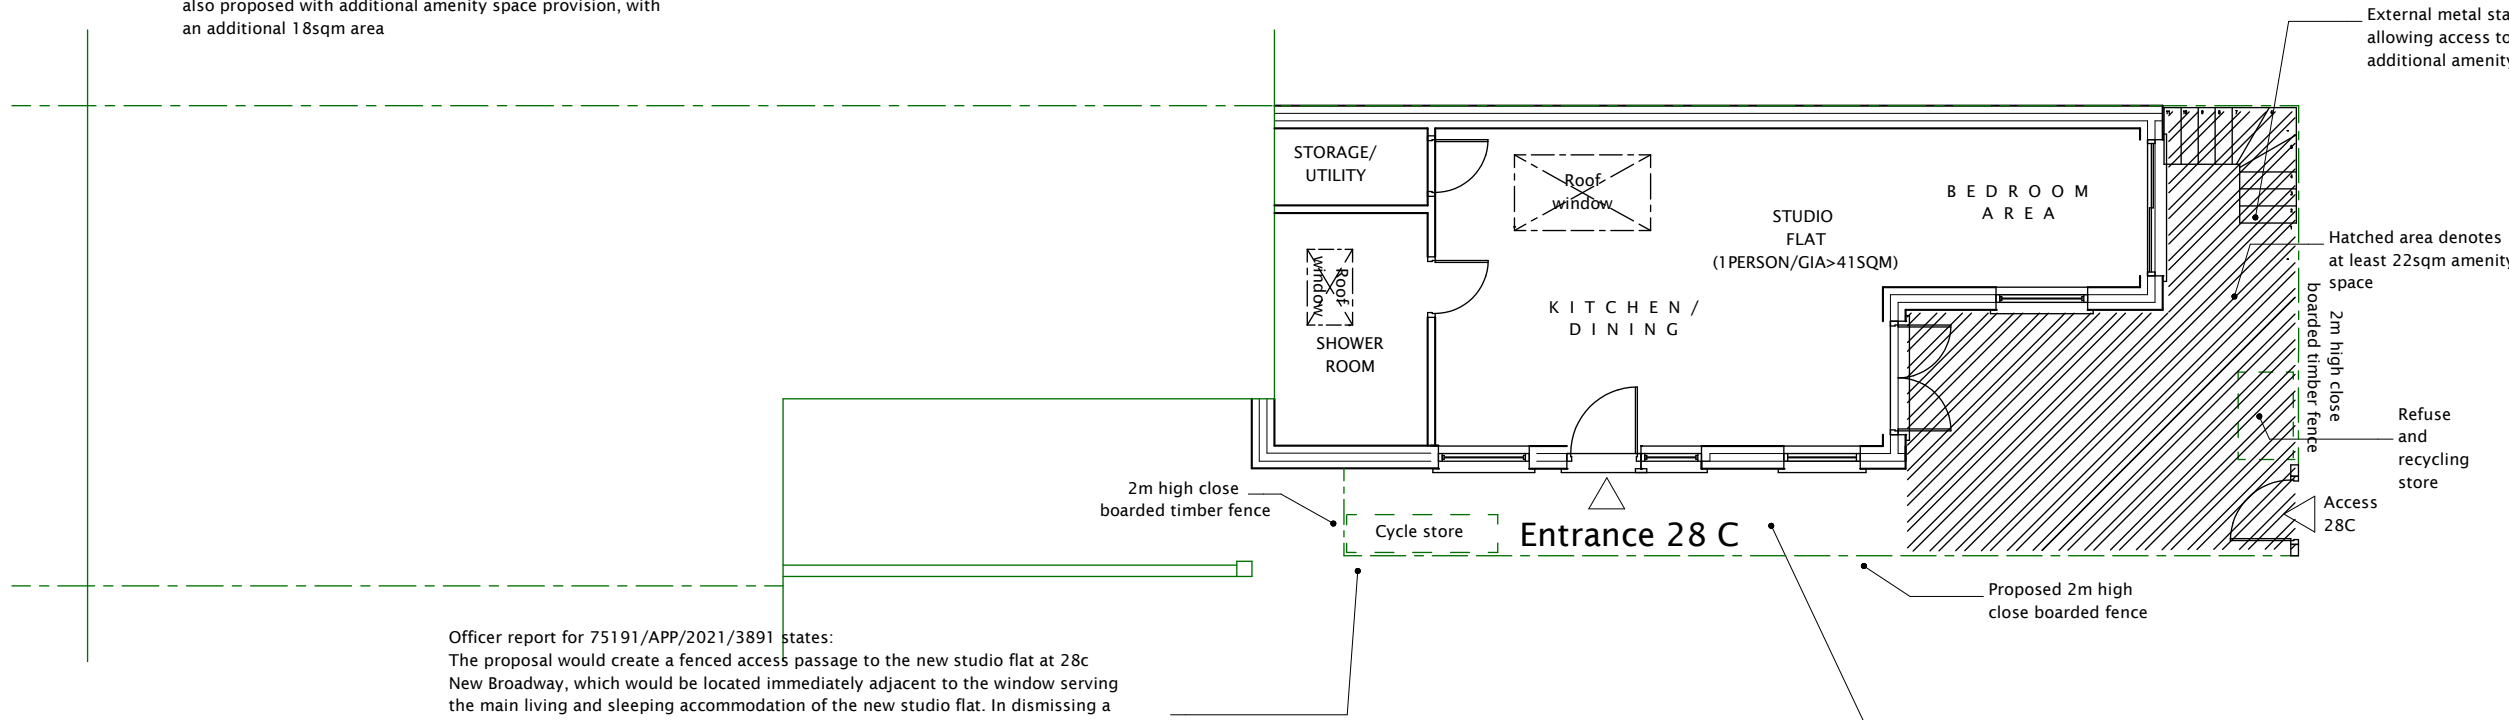 also proposed with additional amenity space provision, with
an additional 18sqm area
External metal
allowing access to
additional amenity
STORAGE/
UTILITY
Roof
window
BEDROOM
AREA
STUDIO
FLAT
(1PERSON/GIA>41SQM)
Hatched area denotes
at least 22sqm amenity
space
Roof
window
KITCHEN/
DINING
SHOWER
ROOM
2m high close
boarded timber fence
Refuse
and
recycling
store
2m high close
boarded timber fence
Access
28C
Cycle store
Entrance 28 C
Proposed 2m high
close boarded fence
Officer report for 75191/APP/2021/3891 states:
The proposal would create a fenced access passage to the new studio flat at 28c
New Broadway, which would be located immediately adjacent to the window serving
the main living and sleeping accommodation of the new studio flat. In dismissing a